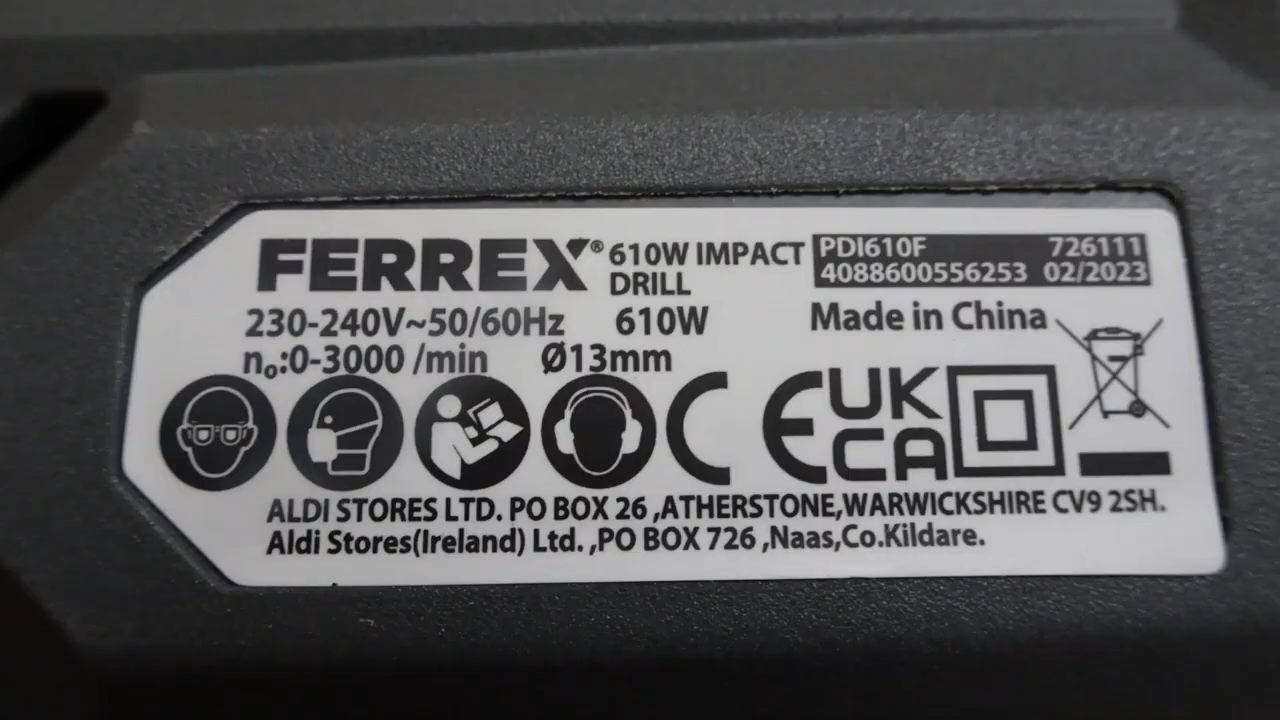 FERREX® 610W IMPACT DRILL
PDI610F 726111
4088600556253 02/2023
230-240V~50/60Hz 610W
Made in China
n₀:0-3000 /min Ø13mm
CE UK CA
ALDI STORES LTD. PO BOX 26 ,ATHERSTONE,WARWICKSHIRE CV9 2SH.
Aldi Stores(Ireland) Ltd. ,PO BOX 726 ,Naas,Co.Kildare.